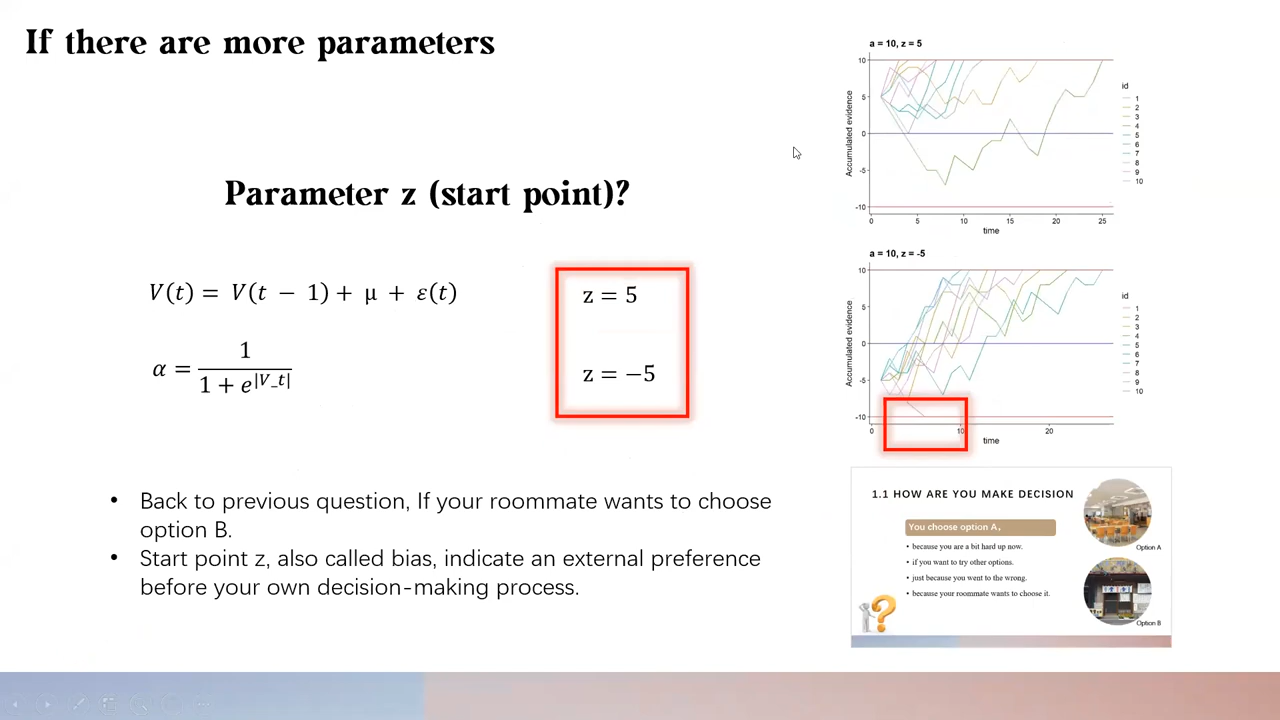 If there are more parameters
Parameter z (start point)?
V(t) = V(t − 1) + μ + ε(t)
α = 1 / (1 + e^|V_t|)
z = 5
z = −5
• Back to previous question, If your roommate wants to choose
option B.
• Start point z, also called bias, indicate an external preference
before your own decision-making process.
a = 10, z = 5
Accumulated evidence
10
5
0
-5
-10
0 5 10 15 20 25
time
id
1
2
3
4
5
6
7
8
9
10
a = 10, z = -5
Accumulated evidence
10
5
0
-5
-10
0 10 20
time
id
1
2
3
4
5
6
7
8
9
10
1.1 HOW ARE YOU MAKE DECISION
You choose option A,
• because you are a bit hard up now.
• if you want to try other options.
• just because you went to the wrong.
• because your roommate wants to choose it.
Option A
Option B